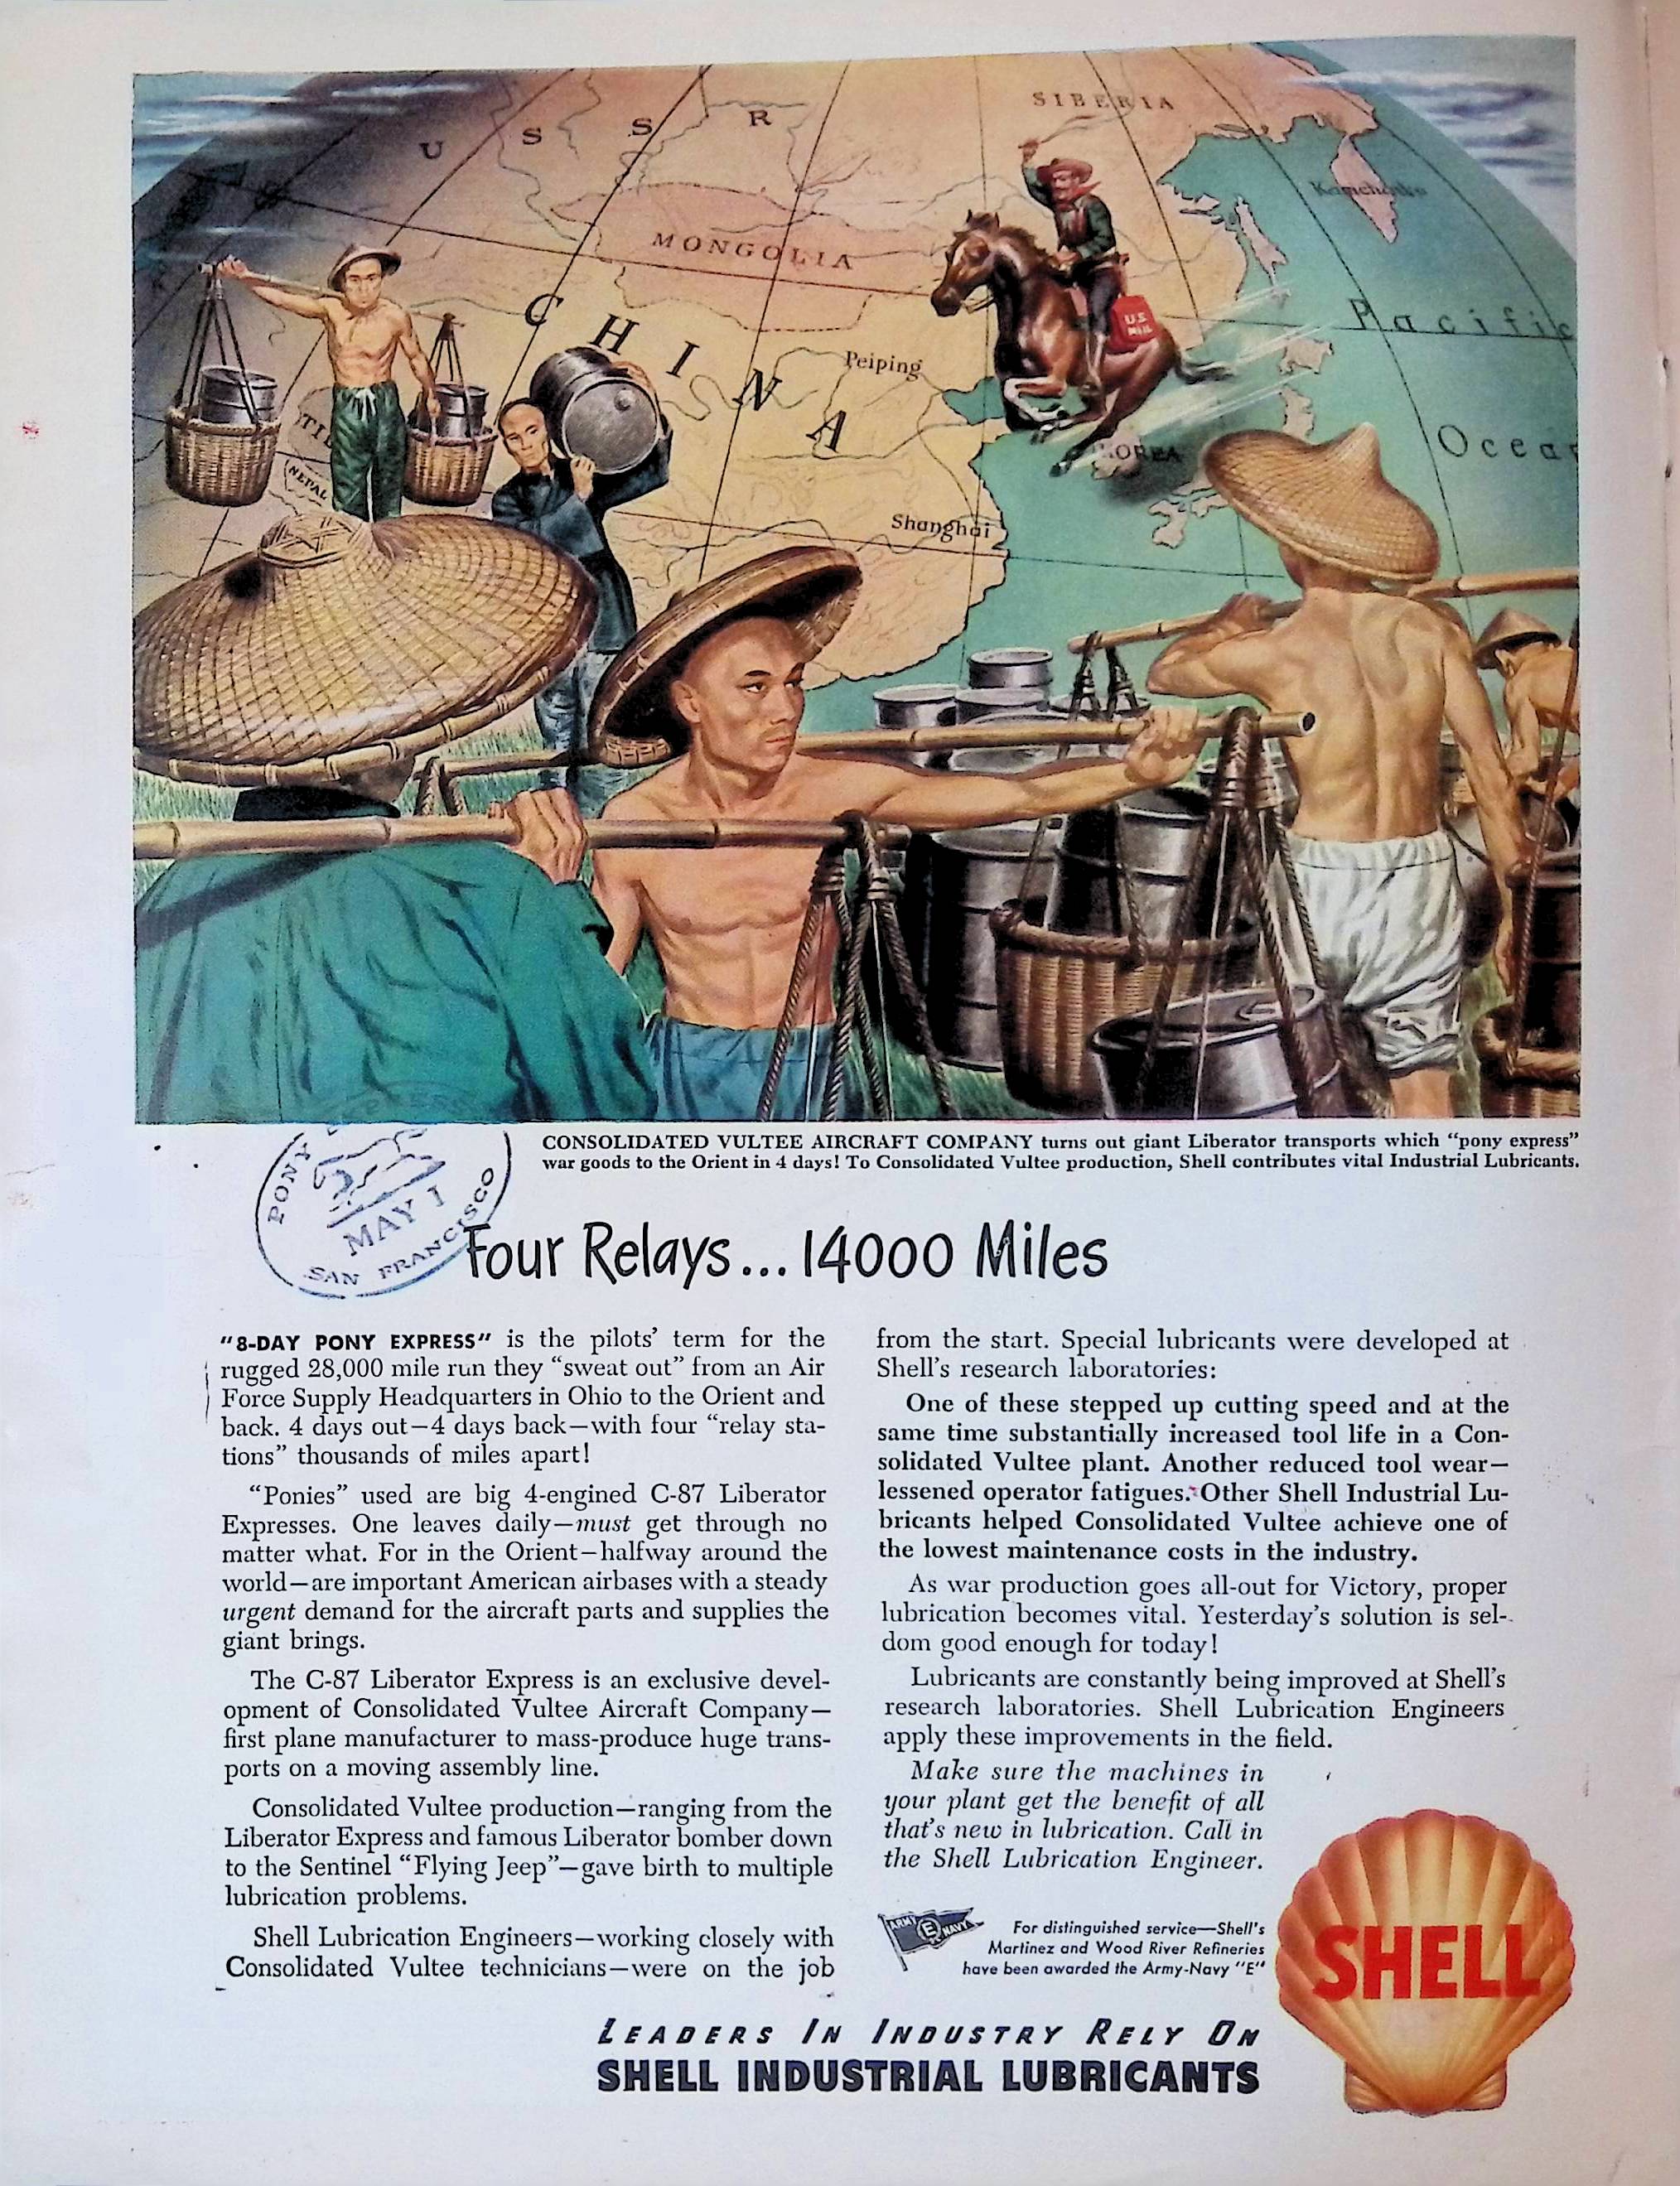 SIBERIA
U S S R
Kamchatka
MONGOLIA
U.S.
MAIL
CHINA
Pacific
Peiping
Ocean
KOREA
NEPAL
Shanghai
CONSOLIDATED VULTEE AIRCRAFT COMPANY turns out giant Liberator transports which “pony express”
war goods to the Orient in 4 days! To Consolidated Vultee production, Shell contributes vital Industrial Lubricants.
PONY EXPRESS
MAY 1
SAN FRANCISCO
Four Relays... 14000 Miles
“8-DAY PONY EXPRESS” is the pilots’ term for the
rugged 28,000 mile run they “sweat out” from an Air
Force Supply Headquarters in Ohio to the Orient and
back. 4 days out—4 days back—with four “relay sta-
tions” thousands of miles apart!
“Ponies” used are big 4-engined C-87 Liberator
Expresses. One leaves daily—must get through no
matter what. For in the Orient—halfway around the
world—are important American airbases with a steady
urgent demand for the aircraft parts and supplies the
giant brings.
The C-87 Liberator Express is an exclusive devel-
opment of Consolidated Vultee Aircraft Company—
first plane manufacturer to mass-produce huge trans-
ports on a moving assembly line.
Consolidated Vultee production—ranging from the
Liberator Express and famous Liberator bomber down
to the Sentinel “Flying Jeep”—gave birth to multiple
lubrication problems.
Shell Lubrication Engineers—working closely with
Consolidated Vultee technicians—were on the job
from the start. Special lubricants were developed at
Shell’s research laboratories:
One of these stepped up cutting speed and at the
same time substantially increased tool life in a Con-
solidated Vultee plant. Another reduced tool wear—
lessened operator fatigues. Other Shell Industrial Lu-
bricants helped Consolidated Vultee achieve one of
the lowest maintenance costs in the industry.
As war production goes all-out for Victory, proper
lubrication becomes vital. Yesterday’s solution is sel-
dom good enough for today!
Lubricants are constantly being improved at Shell’s
research laboratories. Shell Lubrication Engineers
apply these improvements in the field.
Make sure the machines in
your plant get the benefit of all
that’s new in lubrication. Call in
the Shell Lubrication Engineer.
ARMY E NAVY
For distinguished service—Shell’s
Martinez and Wood River Refineries
have been awarded the Army-Navy “E”
SHELL
LEADERS IN INDUSTRY RELY ON
SHELL INDUSTRIAL LUBRICANTS